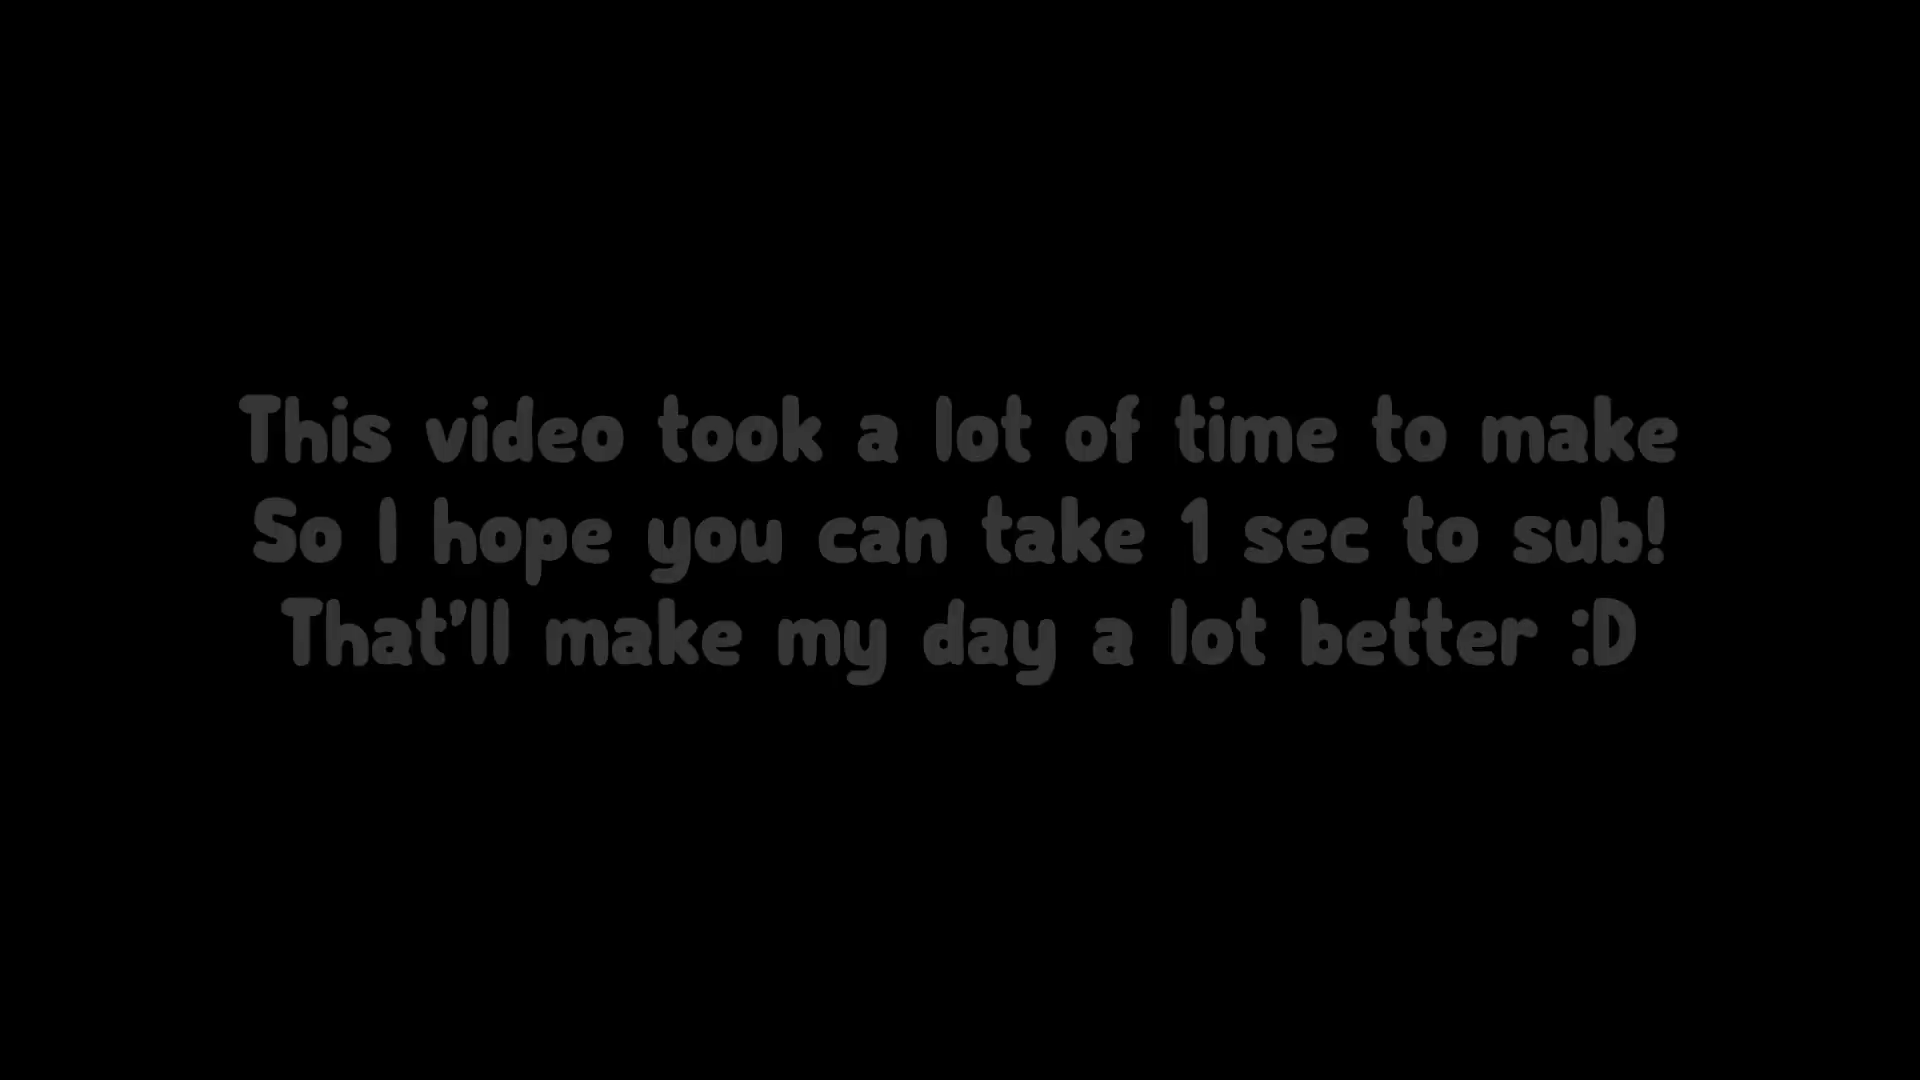 This video took a lot of time to make
So I hope you can take 1 sec to sub!
That’ll make my day a lot better :D